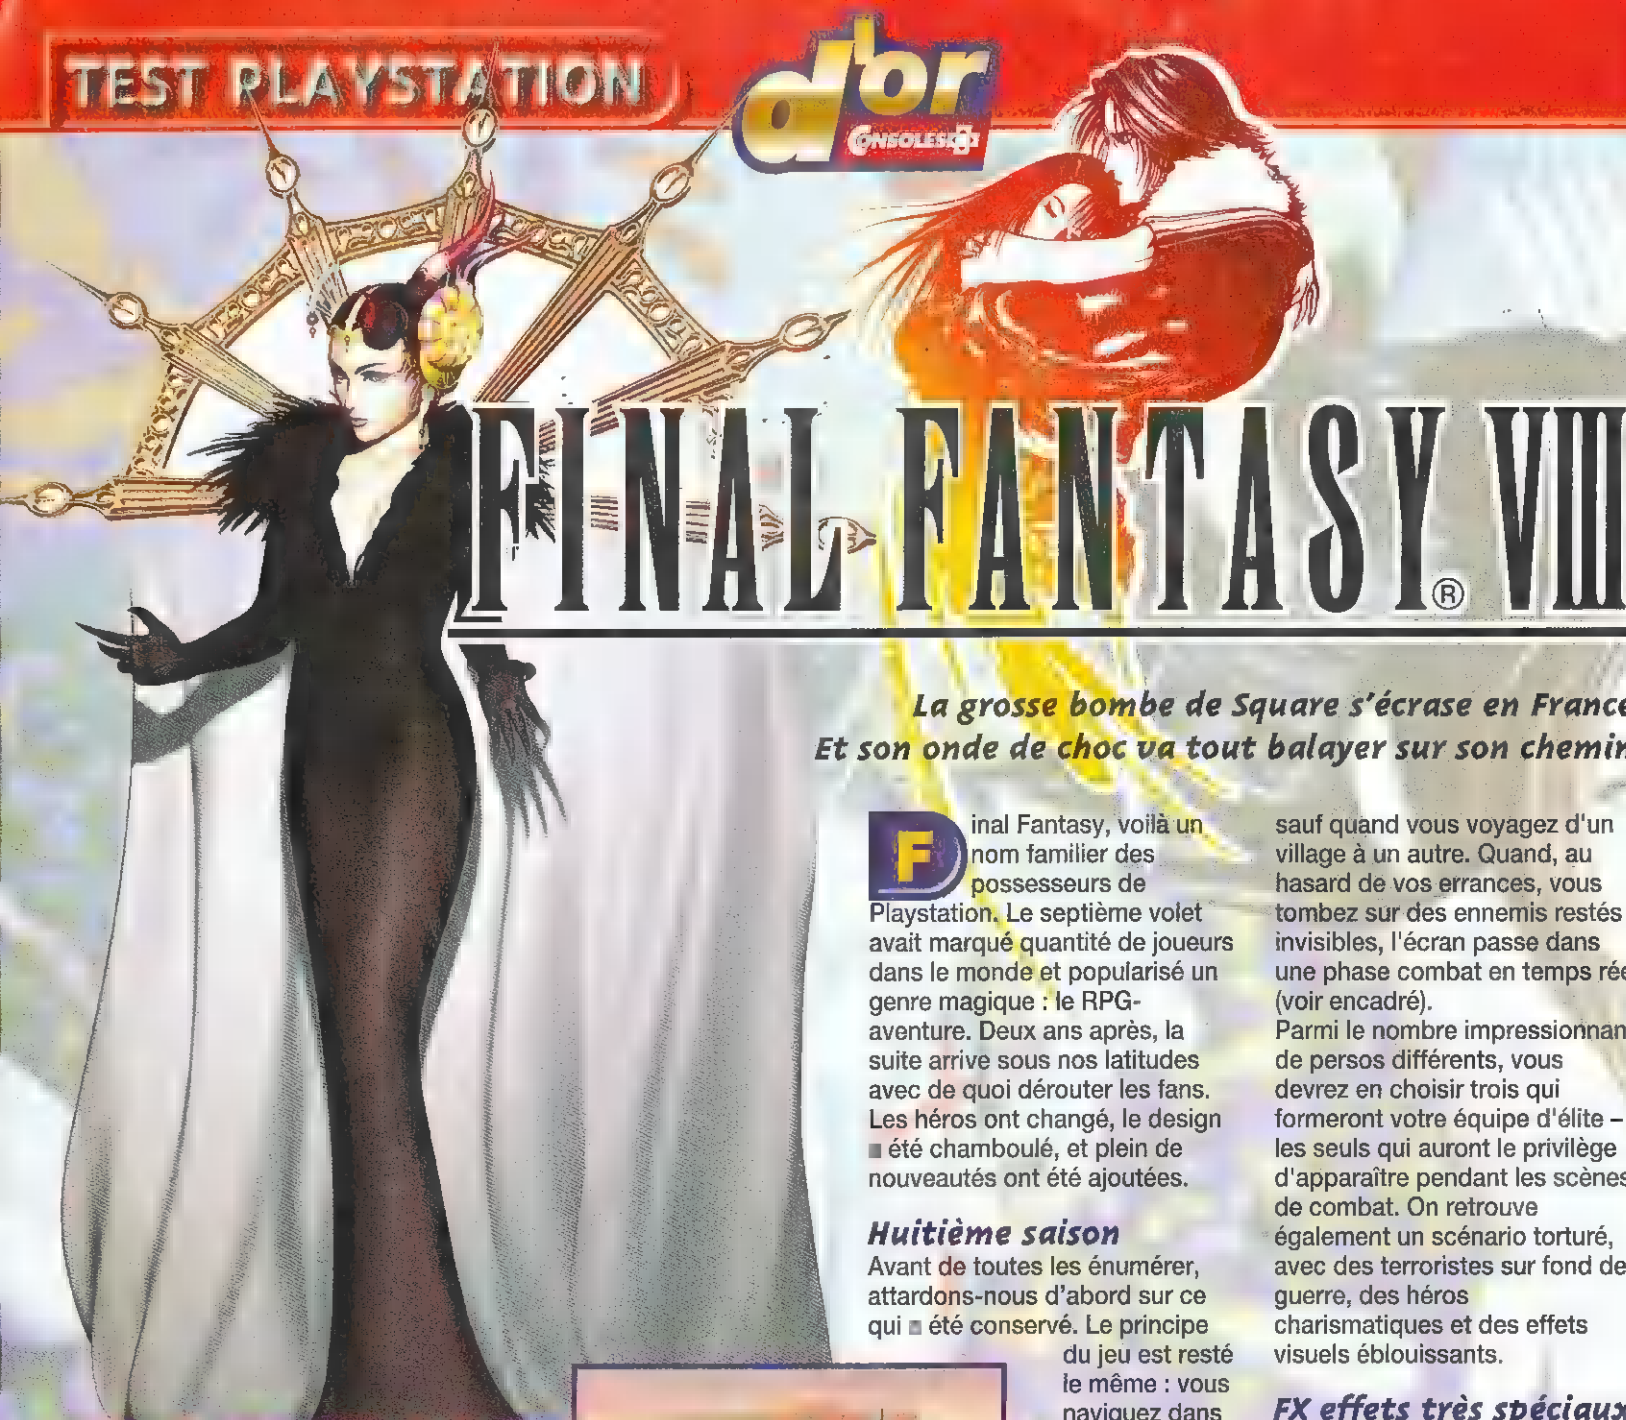 TEST PLAYSTATION
d'or
CONSOLES+
FINAL FANTASY® VIII
La grosse bombe de Square s'écrase en France
Et son onde de choc va tout balayer sur son chemin
Final Fantasy, voilà un
nom familier des
possesseurs de
Playstation. Le septième volet
avait marqué quantité de joueurs
dans le monde et popularisé un
genre magique : le RPG-
aventure. Deux ans après, la
suite arrive sous nos latitudes
avec de quoi dérouter les fans.
Les héros ont changé, le design
a été chamboulé, et plein de
nouveautés ont été ajoutées.
Huitième saison
Avant de toutes les énumérer,
attardons-nous d'abord sur ce
qui a été conservé. Le principe
du jeu est resté
le même : vous
naviguez dans
sauf quand vous voyagez d'un
village à un autre. Quand, au
hasard de vos errances, vous
tombez sur des ennemis restés
invisibles, l'écran passe dans
une phase combat en temps rée
(voir encadré).
Parmi le nombre impressionnan
de persos différents, vous
devrez en choisir trois qui
formeront votre équipe d'élite –
les seuls qui auront le privilège
d'apparaître pendant les scènes
de combat. On retrouve
également un scénario torturé,
avec des terroristes sur fond de
guerre, des héros
charismatiques et des effets
visuels éblouissants.
FX effets très spéciaux